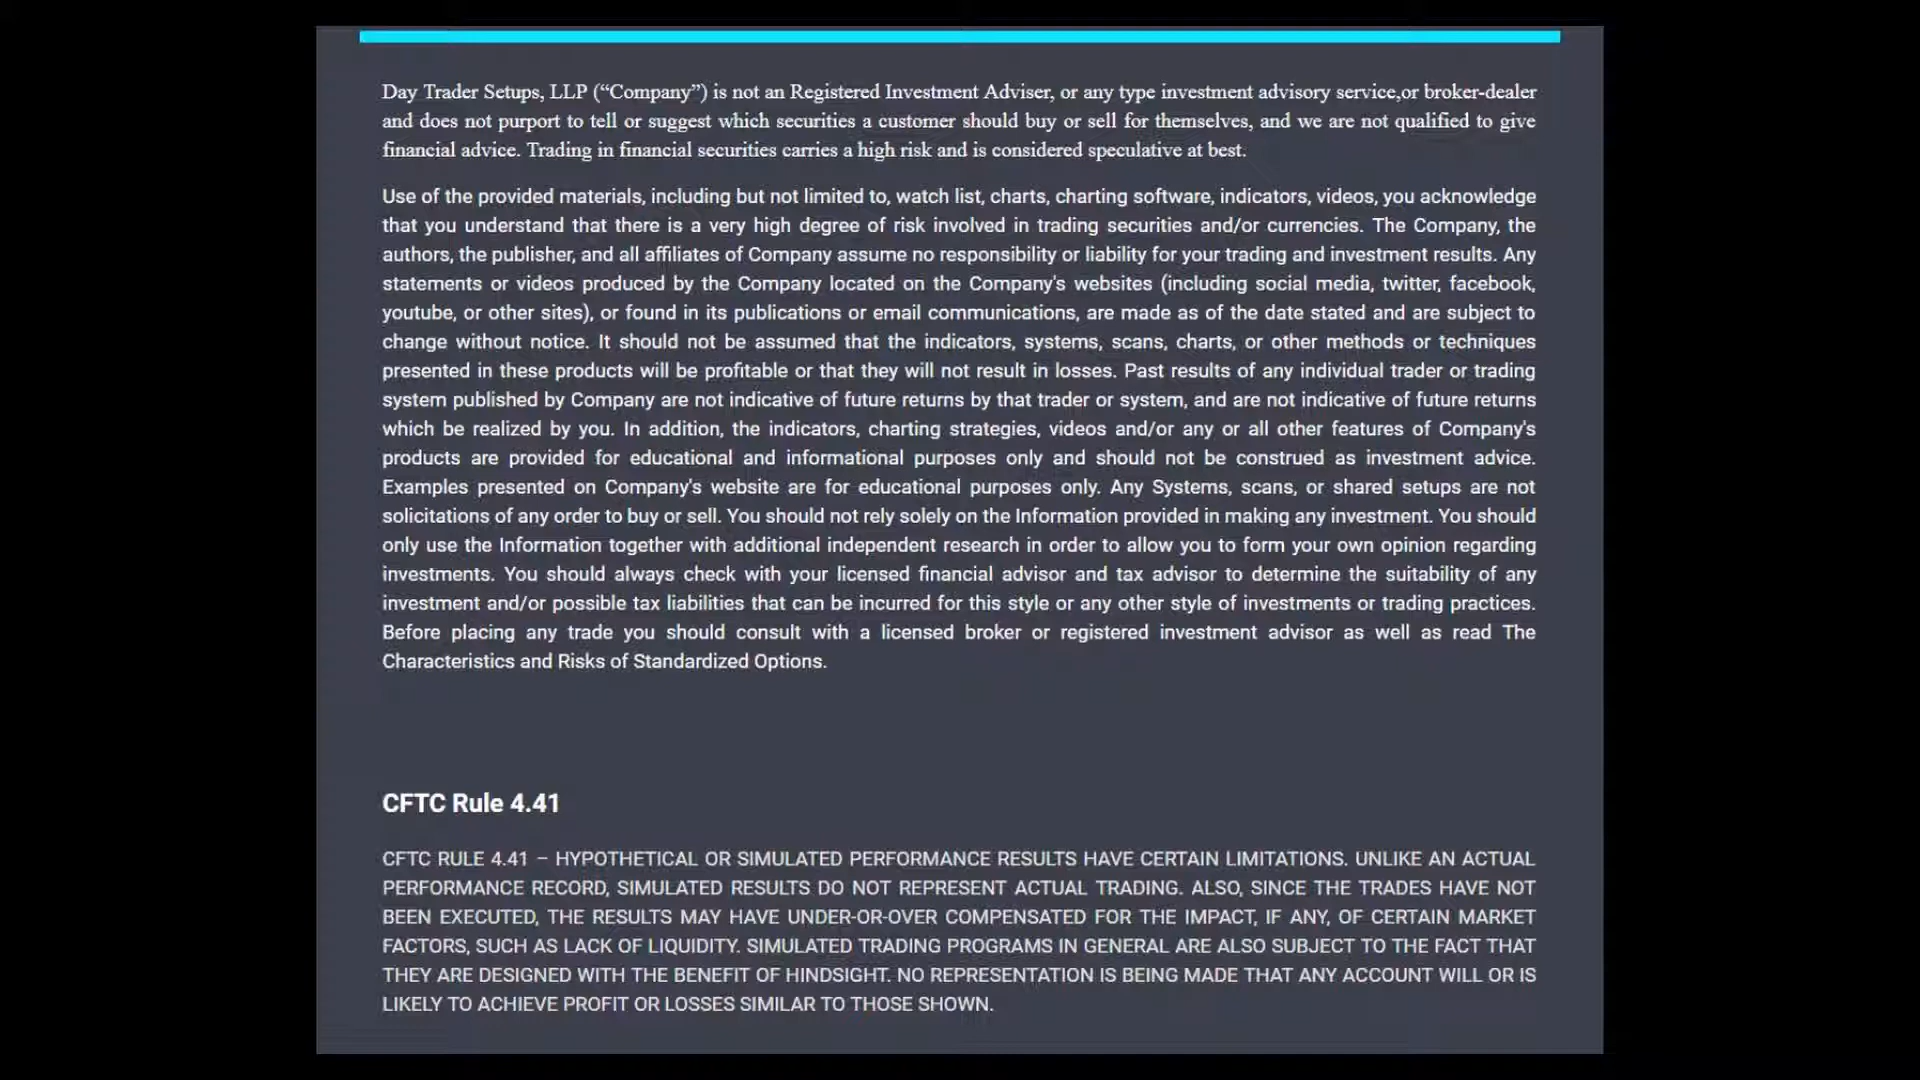 Day Trader Setups, LLP (“Company”) is not an Registered Investment Adviser, or any type investment advisory service,or broker-dealer
and does not purport to tell or suggest which securities a customer should buy or sell for themselves, and we are not qualified to give
financial advice. Trading in financial securities carries a high risk and is considered speculative at best.
Use of the provided materials, including but not limited to, watch list, charts, charting software, indicators, videos, you acknowledge
that you understand that there is a very high degree of risk involved in trading securities and/or currencies. The Company, the
authors, the publisher, and all affiliates of Company assume no responsibility or liability for your trading and investment results. Any
statements or videos produced by the Company located on the Company's websites (including social media, twitter, facebook,
youtube, or other sites), or found in its publications or email communications, are made as of the date stated and are subject to
change without notice. It should not be assumed that the indicators, systems, scans, charts, or other methods or techniques
presented in these products will be profitable or that they will not result in losses. Past results of any individual trader or trading
system published by Company are not indicative of future returns by that trader or system, and are not indicative of future returns
which be realized by you. In addition, the indicators, charting strategies, videos and/or any or all other features of Company's
products are provided for educational and informational purposes only and should not be construed as investment advice.
Examples presented on Company's website are for educational purposes only. Any Systems, scans, or shared setups are not
solicitations of any order to buy or sell. You should not rely solely on the Information provided in making any investment. You should
only use the Information together with additional independent research in order to allow you to form your own opinion regarding
investments. You should always check with your licensed financial advisor and tax advisor to determine the suitability of any
investment and/or possible tax liabilities that can be incurred for this style or any other style of investments or trading practices.
Before placing any trade you should consult with a licensed broker or registered investment advisor as well as read The
Characteristics and Risks of Standardized Options.
CFTC Rule 4.41
CFTC RULE 4.41 – HYPOTHETICAL OR SIMULATED PERFORMANCE RESULTS HAVE CERTAIN LIMITATIONS. UNLIKE AN ACTUAL
PERFORMANCE RECORD, SIMULATED RESULTS DO NOT REPRESENT ACTUAL TRADING. ALSO, SINCE THE TRADES HAVE NOT
BEEN EXECUTED, THE RESULTS MAY HAVE UNDER-OR-OVER COMPENSATED FOR THE IMPACT, IF ANY, OF CERTAIN MARKET
FACTORS, SUCH AS LACK OF LIQUIDITY. SIMULATED TRADING PROGRAMS IN GENERAL ARE ALSO SUBJECT TO THE FACT THAT
THEY ARE DESIGNED WITH THE BENEFIT OF HINDSIGHT. NO REPRESENTATION IS BEING MADE THAT ANY ACCOUNT WILL OR IS
LIKELY TO ACHIEVE PROFIT OR LOSSES SIMILAR TO THOSE SHOWN.